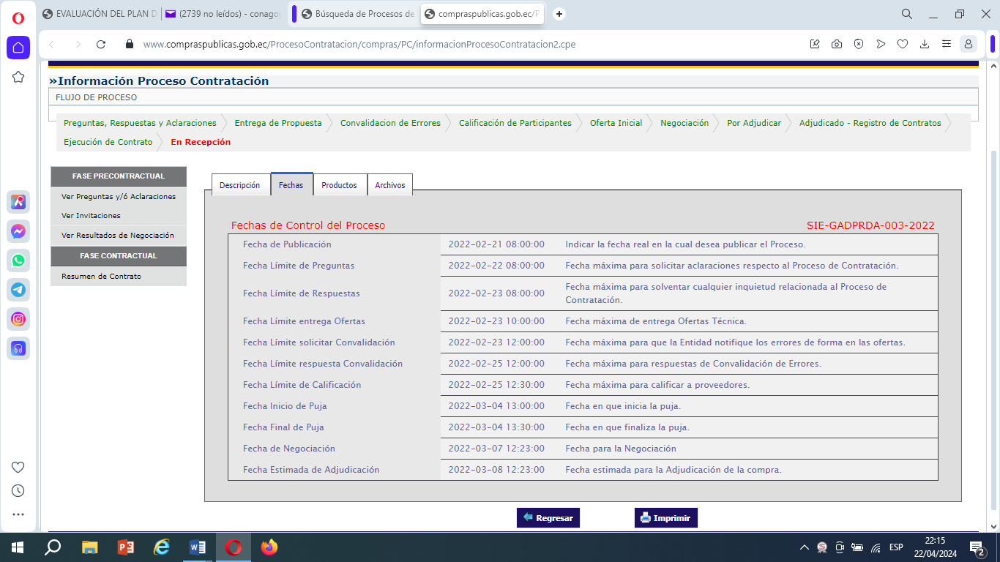 EVALUACIÓN DEL PLAN D
(2739 no leídos) - conago
Búsqueda de Procesos de
compraspublicas.gob.ec/P
www.compraspublicas.gob.ec/ProcesoContratacion/compras/PC/informacionProcesoContratacion2.cpe
»Información Proceso Contratación
FLUJO DE PROCESO
Preguntas, Respuestas y Aclaraciones Entrega de Propuesta Convalidacion de Errores Calificación de Participantes Oferta Inicial Negociación Por Adjudicar Adjudicado - Registro de Contratos
Ejecución de Contrato En Recepción
FASE PRECONTRACTUAL
Ver Preguntas y/ó Aclaraciones
Ver Invitaciones
Ver Resultados de Negociación
FASE CONTRACTUAL
Resumen de Contrato
Descripción Fechas Productos Archivos
Fechas de Control del Proceso SIE-GADPRDA-003-2022
Fecha de Publicación 2022-02-21 08:00:00 Indicar la fecha real en la cual desea publicar el Proceso.
Fecha Límite de Preguntas 2022-02-22 08:00:00 Fecha máxima para solicitar aclaraciones respecto al Proceso de Contratación.
Fecha Límite de Respuestas 2022-02-23 08:00:00 Fecha máxima para solventar cualquier inquietud relacionada al Proceso de
Contratación.
Fecha Límite entrega Ofertas 2022-02-23 10:00:00 Fecha máxima de entrega Ofertas Técnica.
Fecha Límite solicitar Convalidación 2022-02-23 12:00:00 Fecha máxima para que la Entidad notifique los errores de forma en las ofertas.
Fecha Límite respuesta Convalidación 2022-02-25 12:00:00 Fecha máxima para respuestas de Convalidación de Errores.
Fecha Límite de Calificación 2022-02-25 12:30:00 Fecha máxima para calificar a proveedores.
Fecha Inicio de Puja 2022-03-04 13:00:00 Fecha en que inicia la puja.
Fecha Final de Puja 2022-03-04 13:30:00 Fecha en que finaliza la puja.
Fecha de Negociación 2022-03-07 12:23:00 Fecha para la Negociación
Fecha Estimada de Adjudicación 2022-03-08 12:23:00 Fecha estimada para la Adjudicación de la compra.
Regresar Imprimir
ESP
22:15
22/04/2024
2